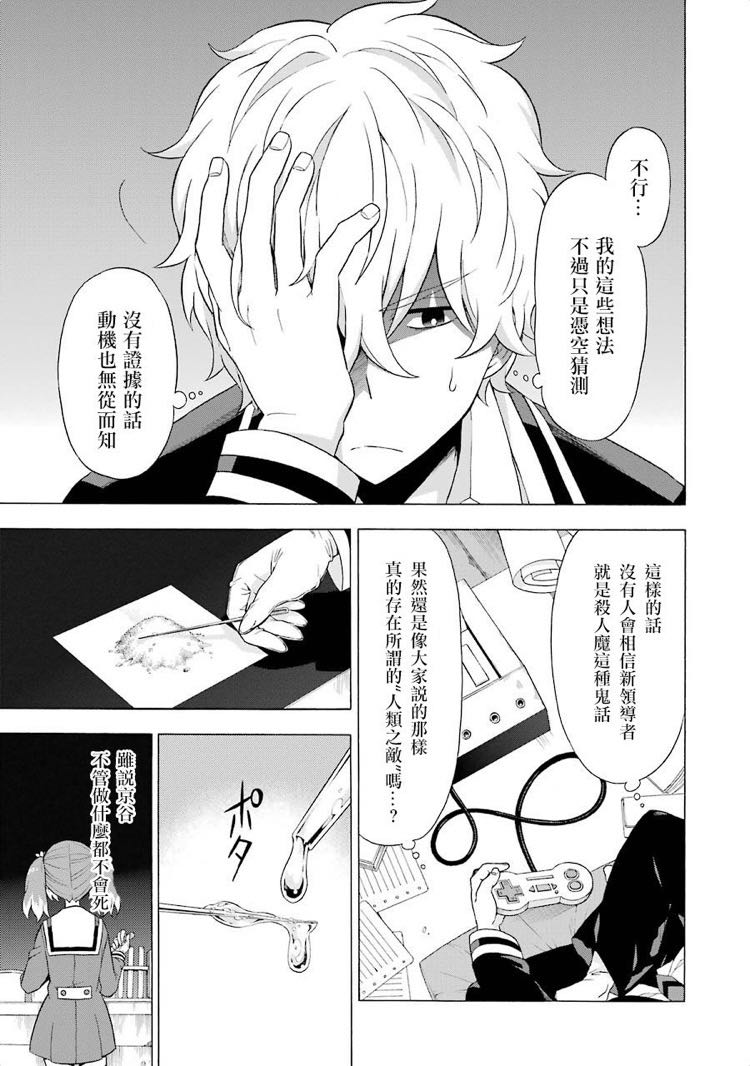 不行…
我的這些想法
不過只是憑空猜測
沒有證據的話
動機也無從而知
這樣的話
沒有人會相信新領導者
就是殺人魔這種鬼話
果然還是像大家說的那樣
真的存在所謂的〝人類之敵〞嗎…？
ポタ
雖說京谷
不管做什麼都不會死